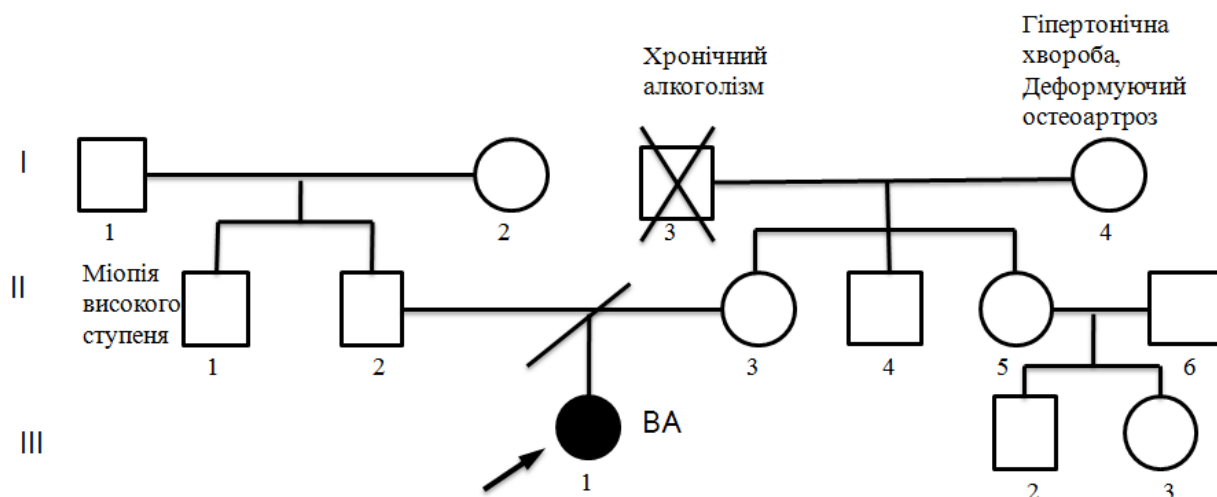 Хронічний
алкоголізм
Гіпертонічна
хвороба,
Деформуючий
остеоартроз
I
1
2
3
4
II
Міопія
високого
ступеня
1
2
3
4
5
6
III
ВА
1
2
3